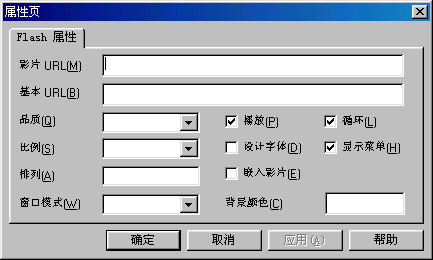 属性页
Flash 属性
影片 URL(M)
基本 URL(B)
品质(Q)
播放(P)
循环(L)
比例(S)
设计字体(D)
显示菜单(H)
排列(A)
嵌入影片(E)
窗口模式(W)
背景颜色(C)
确定
取消
应用(A)
帮助